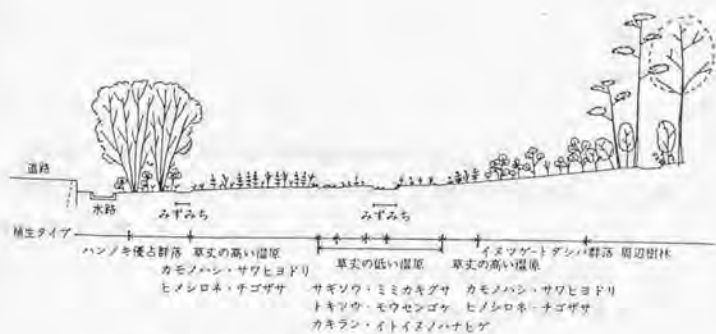 道路
水路
みずみち
みずみち
植生タイプ
ハンノキ優占群落 草丈の高い湿原
カモノハシ・サワヒヨドリ
ヒメシロネ・チゴザサ
草丈の低い湿原
サギソウ・ミミカキグサ
トキソウ・モウセンゴケ
カキラン・イトイヌノハナヒゲ
草丈の高い湿原
カモノハシ・サワヒヨドリ
ヒメシロネ・チゴザサ
イヌツゲートダシバ群落 周辺樹林